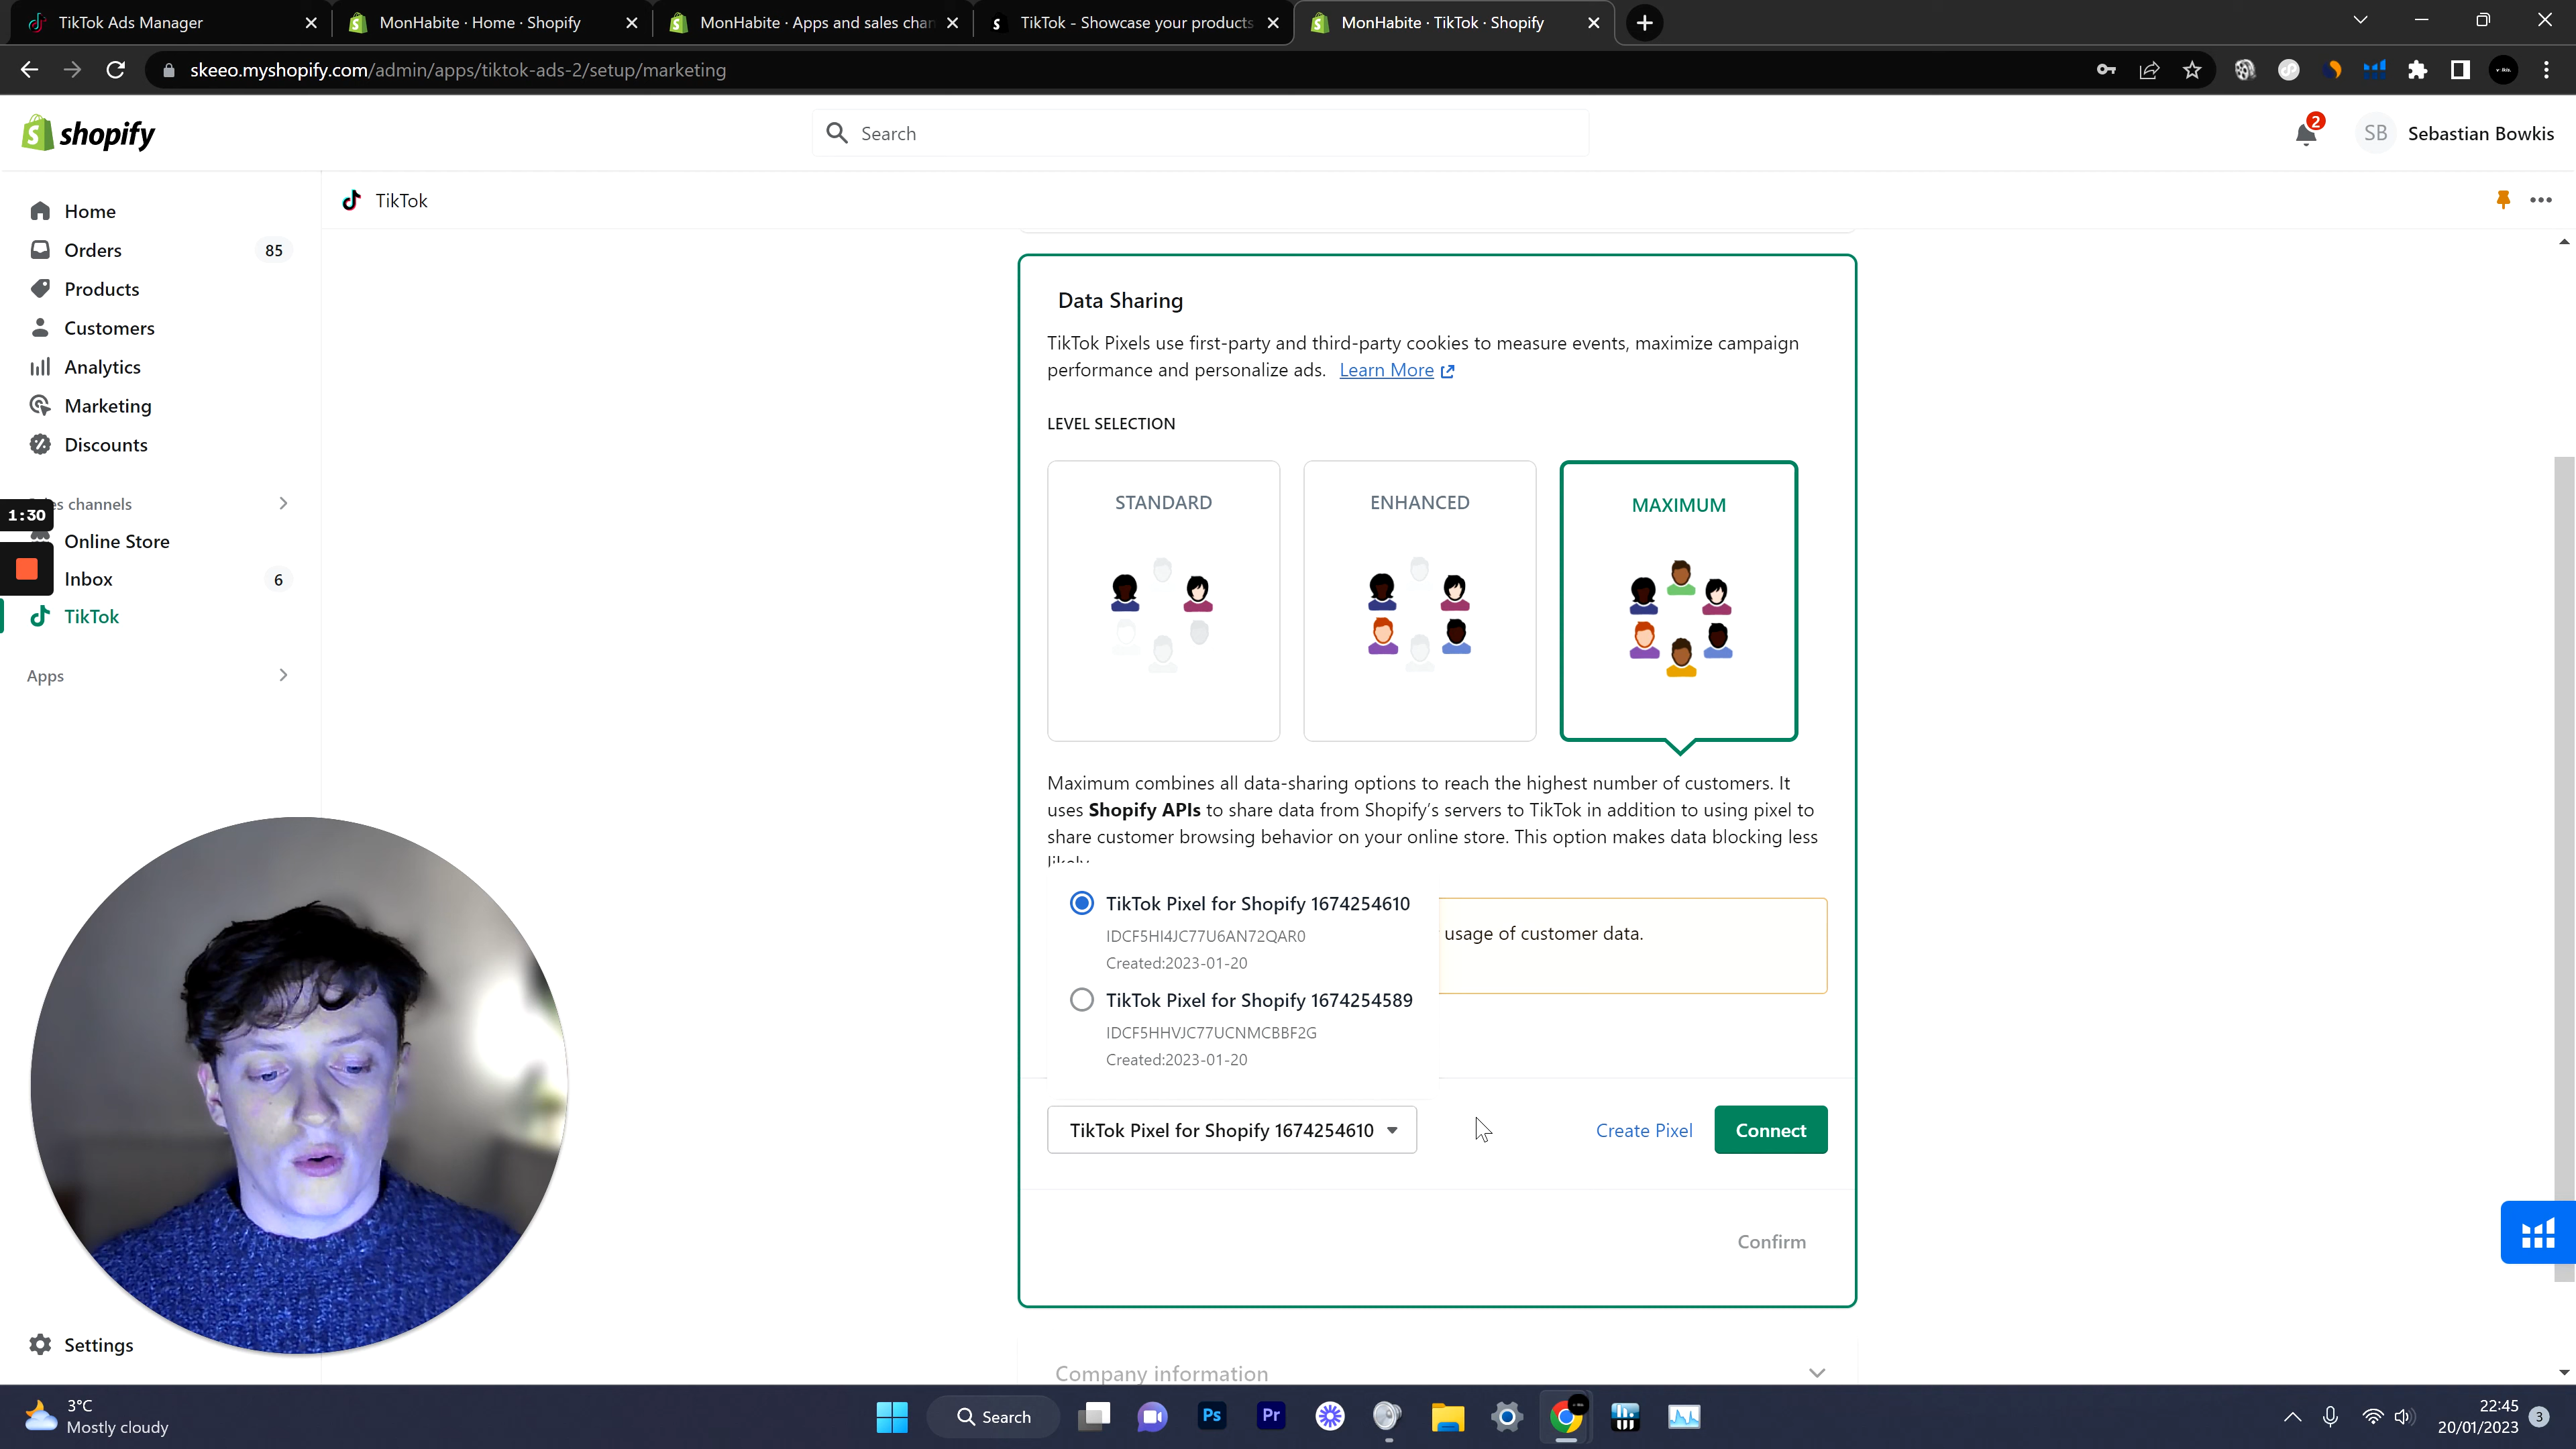 TikTok Ads Manager
MonHabite · Home · Shopify
MonHabite · Apps and sales chan
TikTok - Showcase your products
MonHabite · TikTok · Shopify
skeeo.myshopify.com/admin/apps/tiktok-ads-2/setup/marketing
shopify
Search
2
SB
Sebastian Bowkis
Home
Orders
85
Products
Customers
Analytics
Marketing
Discounts
es channels
1:30
Online Store
Inbox
6
TikTok
Apps
Settings
TikTok
Data Sharing
TikTok Pixels use first-party and third-party cookies to measure events, maximize campaign
performance and personalize ads. Learn More
LEVEL SELECTION
STANDARD
ENHANCED
MAXIMUM
Maximum combines all data-sharing options to reach the highest number of customers. It
uses Shopify APIs to share data from Shopify's servers to TikTok in addition to using pixel to
share customer browsing behavior on your online store. This option makes data blocking less
likely.
TikTok Pixel for Shopify 1674254610
IDCF5HI4JC77U6AN72QAR0
Created:2023-01-20
usage of customer data.
TikTok Pixel for Shopify 1674254589
IDCF5HHVJC77UCNMCBBF2G
Created:2023-01-20
TikTok Pixel for Shopify 1674254610
Create Pixel
Connect
Confirm
Company information
3°C
Mostly cloudy
Search
Ps
Pr
22:45
20/01/2023
3